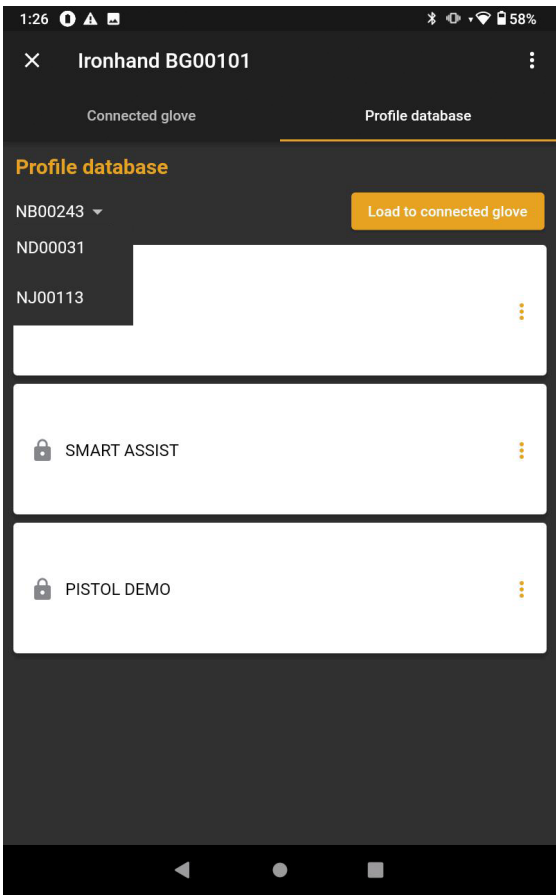 1:26 58%
Ironhand BG00101
Connected glove Profile database
Profile database
NB00243 Load to connected glove
ND00031
NJ00113
SMART ASSIST
PISTOL DEMO